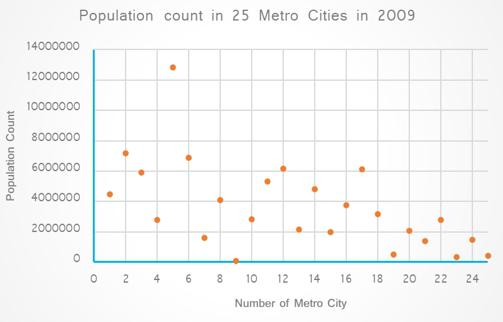 Population count in 25 Metro Cities in 2009
14000000
12000000
10000000
8000000
6000000
4000000
2000000
0
Population Count
0 2 4 6 8 10 12 14 16 18 20 22 24
Number of Metro City